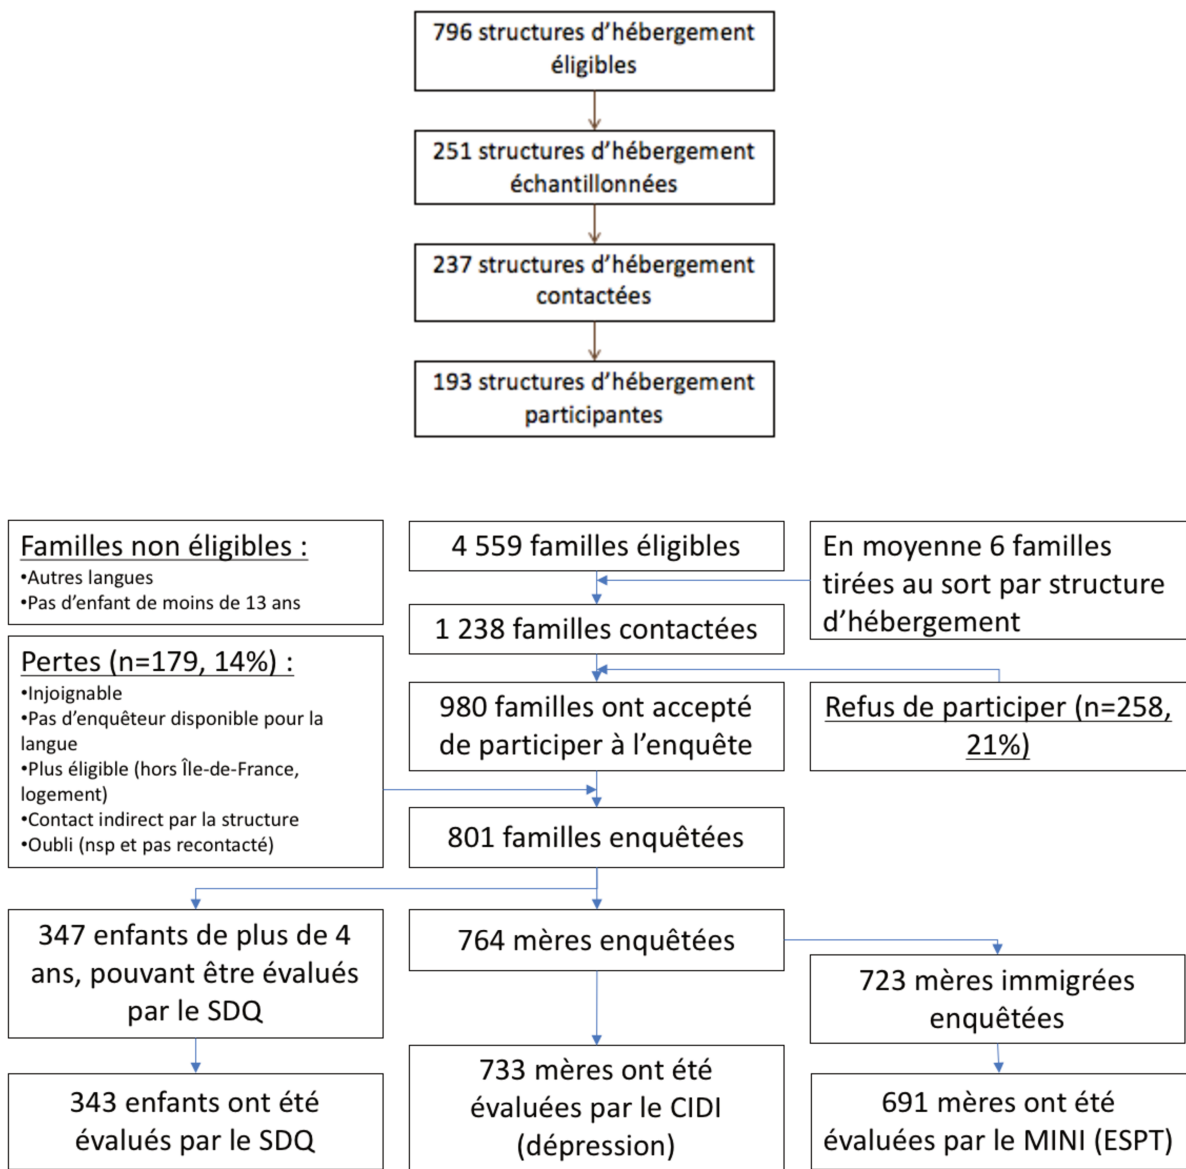 796 structures d'hébergement
éligibles
251 structures d'hébergement
échantillonnées
237 structures d'hébergement
contactées
193 structures d'hébergement
participantes
Familles non éligibles :
•Autres langues
•Pas d'enfant de moins de 13 ans
4 559 familles éligibles
En moyenne 6 familles
tirées au sort par structure
d'hébergement
1 238 familles contactées
Pertes (n=179, 14%) :
•Injoignable
•Pas d'enquêteur disponible pour la
langue
•Plus éligible (hors Île-de-France,
logement)
•Contact indirect par la structure
•Oubli (nsp et pas recontacté)
980 familles ont accepté
de participer à l'enquête
Refus de participer (n=258,
21%)
801 familles enquêtées
347 enfants de plus de 4
ans, pouvant être évalués
par le SDQ
764 mères enquêtées
723 mères immigrées
enquêtées
343 enfants ont été
évalués par le SDQ
733 mères ont été
évaluées par le CIDI
(dépression)
691 mères ont été
évaluées par le MINI (ESPT)